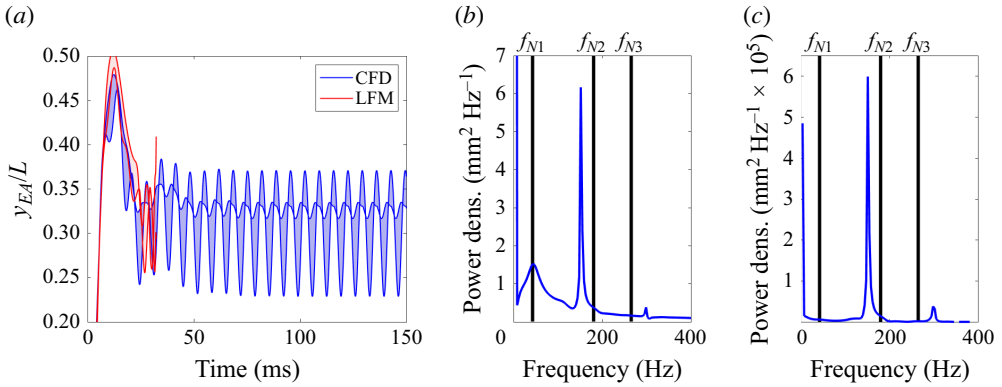 (a)
0.50
0.45
0.40
0.35
0.30
0.25
0.20
y_EA/L
0 50 100 150
Time (ms)
CFD
LFM
(b)
f_N1 f_N2 f_N3
7
6
5
4
3
2
1
0 200 400
Power dens. (mm² Hz⁻¹)
Frequency (Hz)
(c)
f_N1 f_N2 f_N3
6
5
4
3
2
1
0 200 400
Power dens. (mm² Hz⁻¹ × 10⁵)
Frequency (Hz)